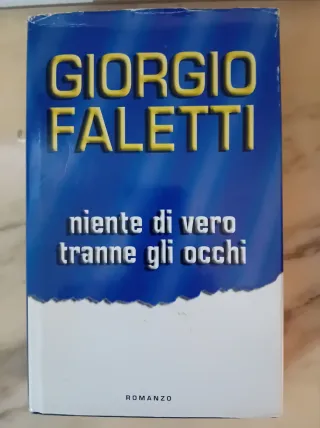 GIORGIO
FALETTI
niente di vero
tranne gli occhi
ROMANZO